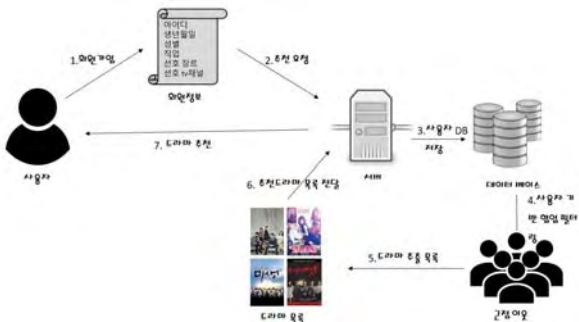 아이디
생년월일
성별
직업
선호 장르
선호 tv채널
1.회원가입
2.추천 요청
회원정보
3.사용자 DB
저장
7. 드라마 추천
사용자
서버
데이터 베이스
6. 추천드라마 목록 전달
4.사용자 기
반 협업 필터
링
미생
5.드라마 추출 목록
드라마 목록
근접이웃